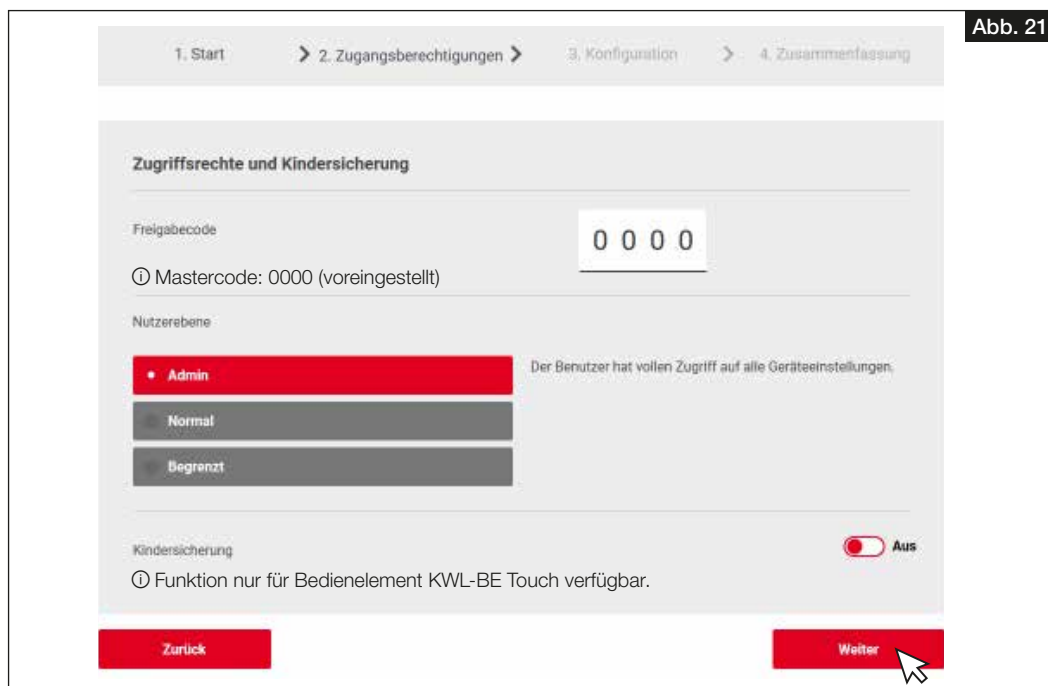 Abb. 21
1. Start > 2. Zugangsberechtigungen > 3. Konfiguration > 4. Zusammenfassung
Zugriffsrechte und Kindersicherung
Freigabecode
0 0 0 0
ⓘ Mastercode: 0000 (voreingestellt)
Nutzerebene
Admin
Der Benutzer hat vollen Zugriff auf alle Geräteeinstellungen.
Normal
Begrenzt
Kindersicherung
Aus
ⓘ Funktion nur für Bedienelement KWL-BE Touch verfügbar.
Zurück
Weiter